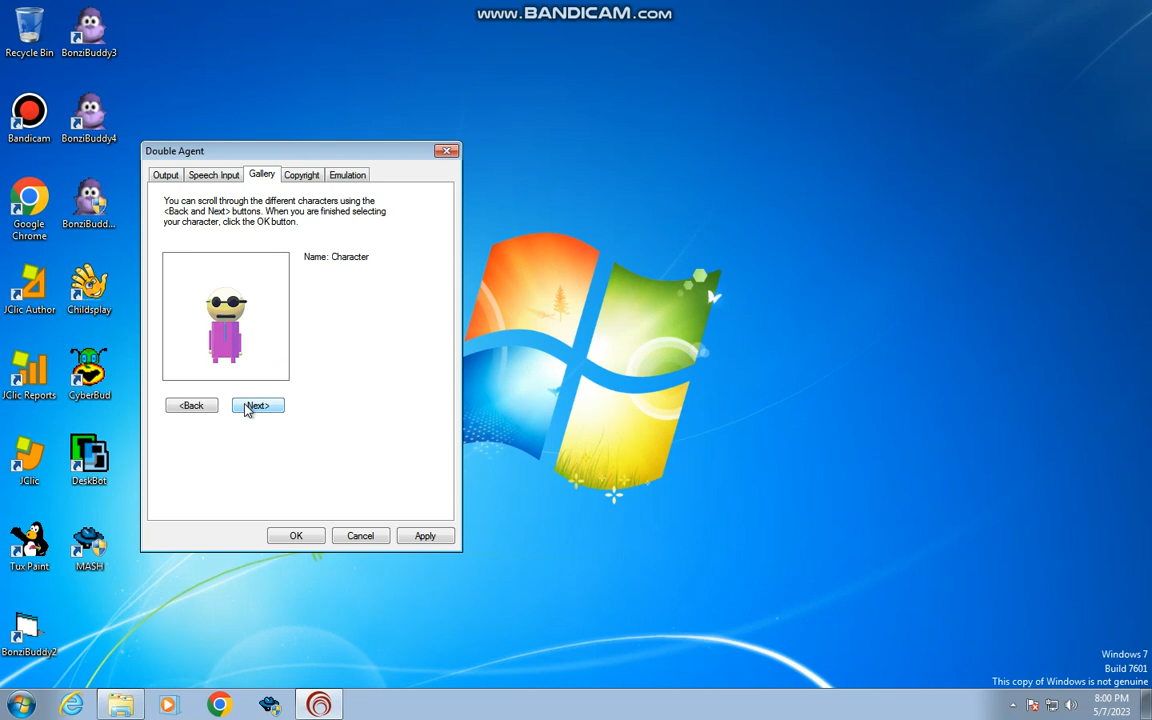 www.BANDICAM.com
Recycle Bin
BonziBuddy3
Bandicam
BonziBuddy4
Google
Chrome
BonziBudd...
JClic Author
Childsplay
JClic Reports
CyberBud
JClic
DeskBot
Tux Paint
MASH
BonziBuddy2
Double Agent
Output
Speech Input
Gallery
Copyright
Emulation
You can scroll through the different characters using the
<Back and Next> buttons. When you are finished selecting
your character, click the OK button.
Name: Character
<Back
Next>
OK
Cancel
Apply
Windows 7
Build 7601
This copy of Windows is not genuine
8:00 PM
5/7/2023